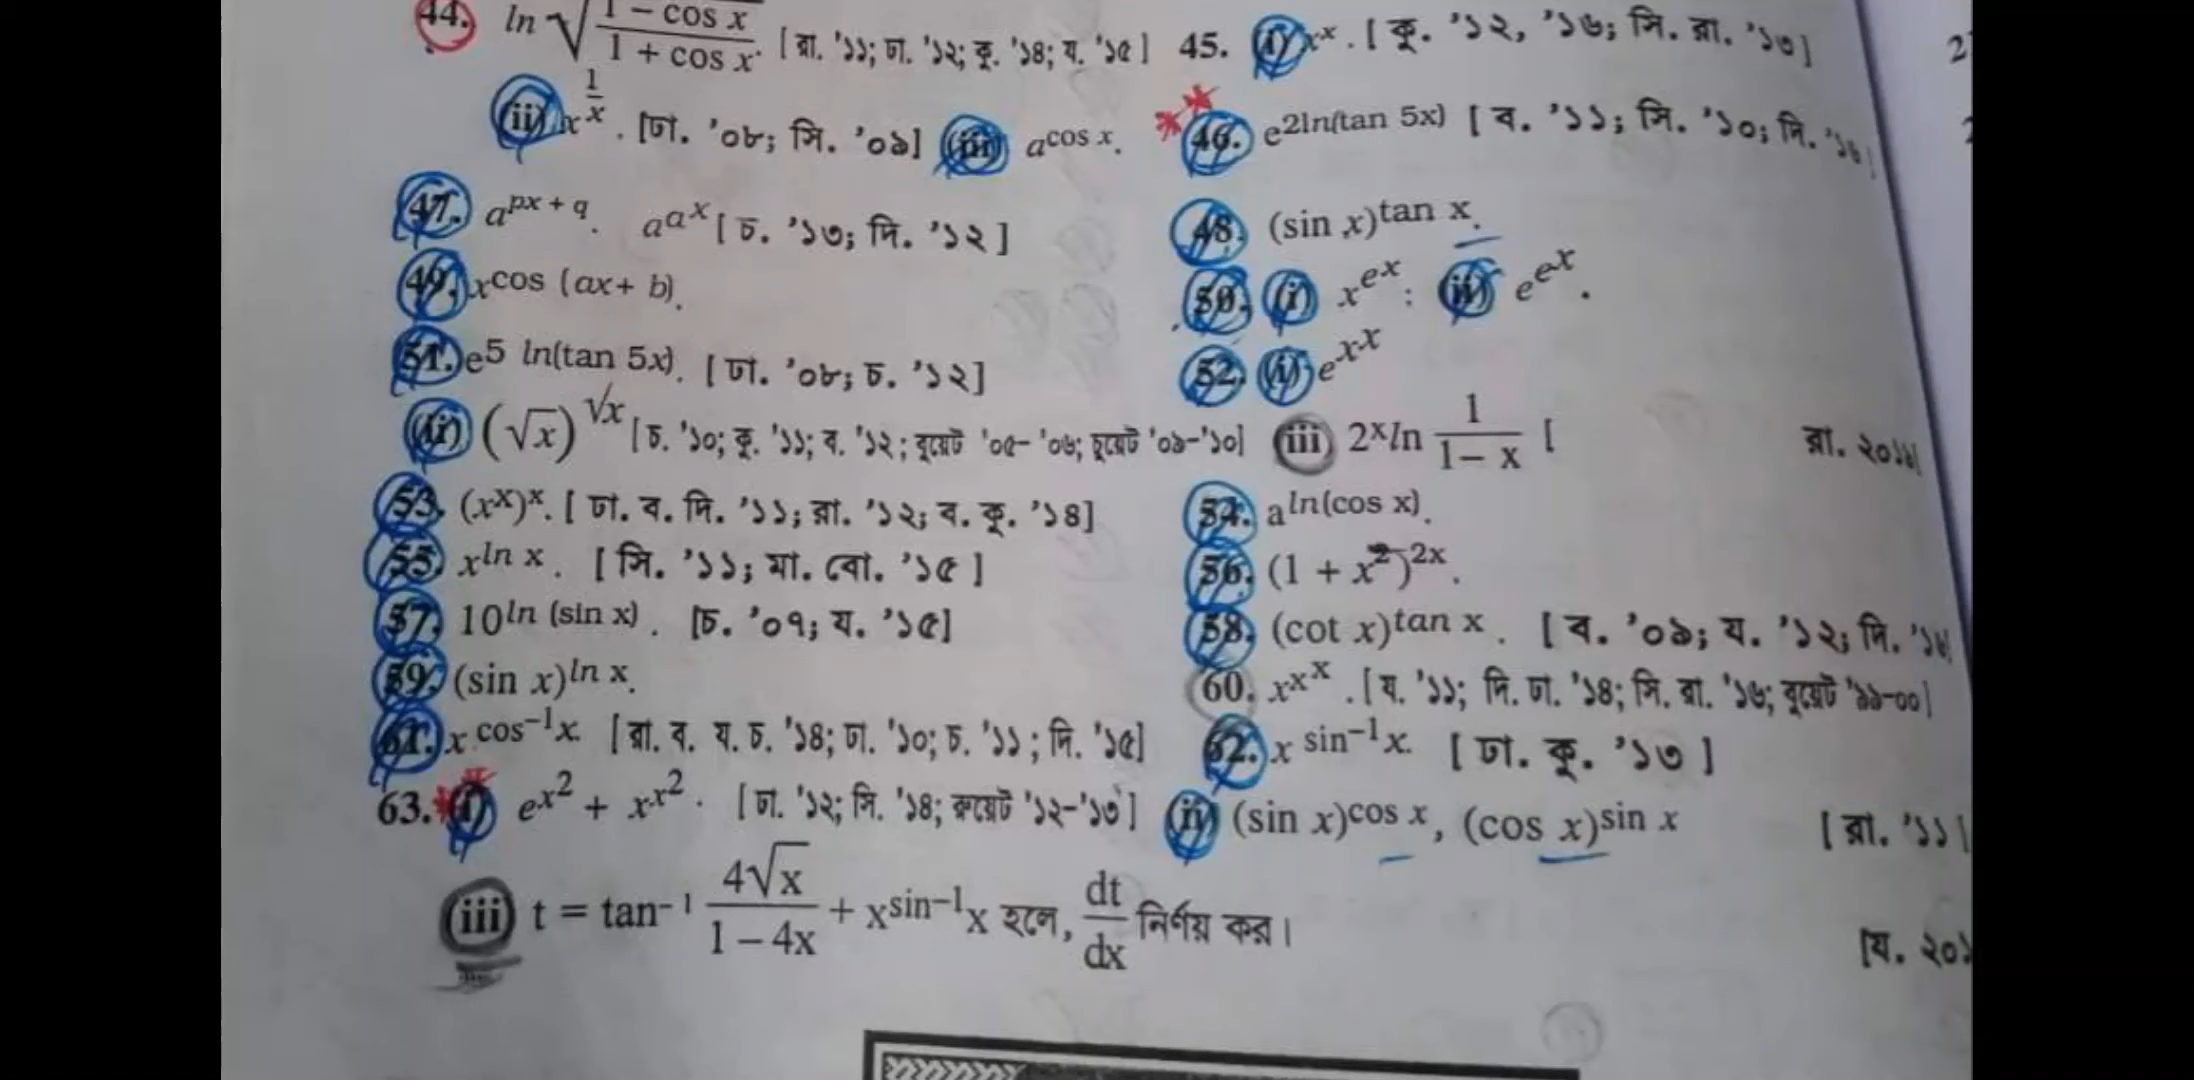 44. ln √(1 − cos x / 1 + cos x). [ রা. '১১; ঢা. '১২; কু. '১৪; য. '১৫ ] 45. (i) x^x . [ কু. '১২, '১৬; সি. রা. '১৩ ]
(ii) x^(1/x) . [ঢা. '০৮; সি. '০৯] (iii) a^(cos x). 46. e^(2ln(tan 5x)) [ ব. '১১; সি. '১০; দি.
47. a^(px + q). a^(a^x) [ চ. '১৩; দি. '১২ ] 48. (sin x)^(tan x).
49. x^(cos (ax+ b)). 50. (i) x^(e^x) : (ii) e^(e^x) .
51. e^(5 ln(tan 5x)). [ ঢা. '০৮; চ. '১২] 52. (i) e^(x^x)
(ii) (√x)^(√x) [ চ. '১০; কু. '১১; ব. '১২ ; বুয়েট '০৫– '০৬; চুয়েট '০৯–'১০] (iii) 2^x ln 1/(1– x) [ রা.
53. (x^x)^x. [ ঢা. ব. দি. '১১; রা. '১২; ব. কু. '১৪] 54. a^(ln(cos x)).
55. x^(ln x) . [ সি. '১১; মা. বো. '১৫ ] 56. (1 + x^2)^(2x).
57. 10^(ln (sin x)) . [চ. '০৭; য. '১৫] 58. (cot x)^(tan x) . [ ব. '০৯; য. '১২; দি.
59. (sin x)^(ln x). 60. x^(x^x) . [ য. '১১; দি. ঢা. '১৪; সি. রা. '১৬; বুয়েট '৯৯-০০]
61. x^(cos⁻¹x). [ রা. ব. য. চ. '১৪; ঢা. '১০; চ. '১১ ; দি. '১৫] 62. x^(sin⁻¹x). [ ঢা. কু. '১৩ ]
63. (i) e^(x^2) + x^(x^2) . [ ঢা. '১২; সি. '১৪; রুয়েট '১২-'১৩ ] (ii) (sin x)^(cos x), (cos x)^(sin x) [ রা. '১১ ]
(iii) t = tan⁻¹ 4√x/(1 – 4x) + x^(sin⁻¹x) হলে, dt/dx নির্ণয় কর।
[য.